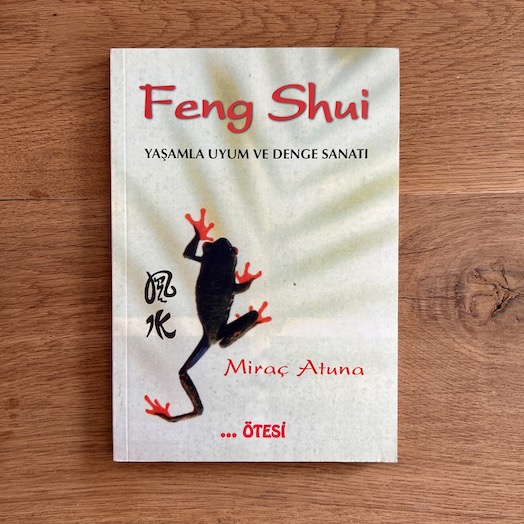 Feng Shui
YAŞAMLA UYUM VE DENGE SANATI
風
水
Miraç Atuna
... ÖTESİ